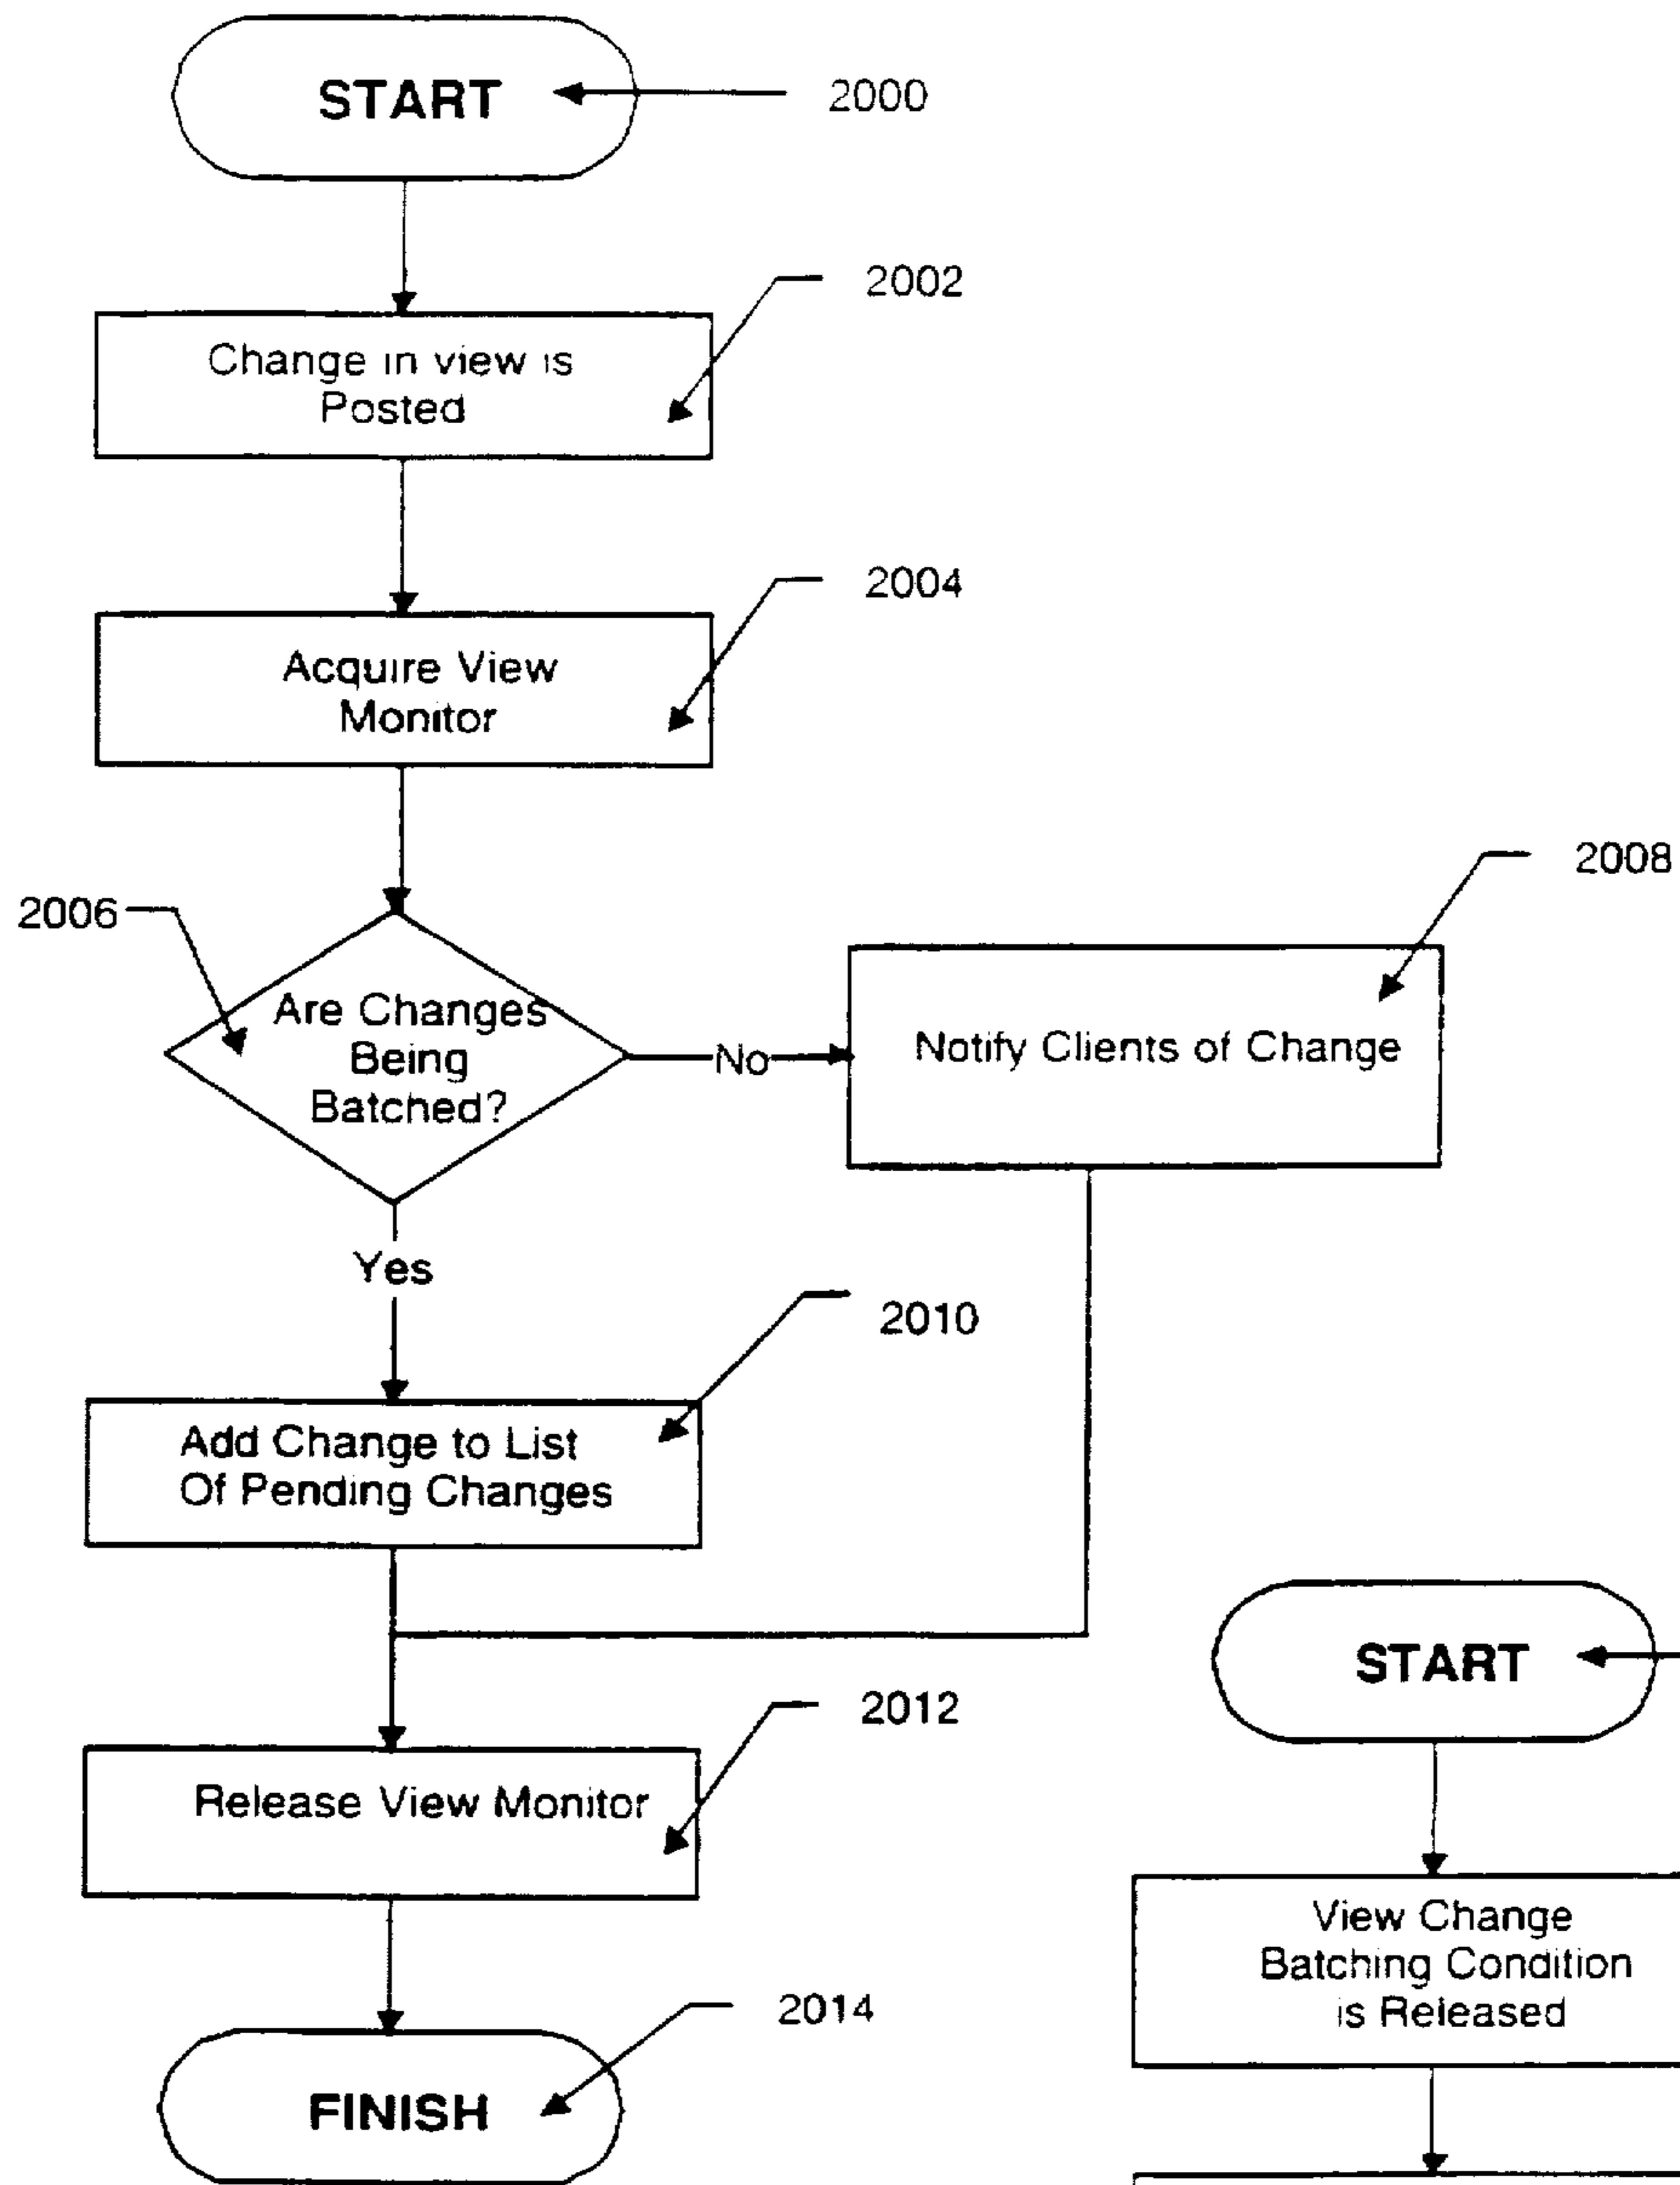 START
2000
2002
Change in view is
Posted
2004
Acquire View
Monitor
2006
2008
Are Changes
Being
Batched?
No
Notify Clients of Change
Yes
2010
Add Change to List
Of Pending Changes
2012
Release View Monitor
2014
FINISH
START
View Change
Batching Condition
is Released